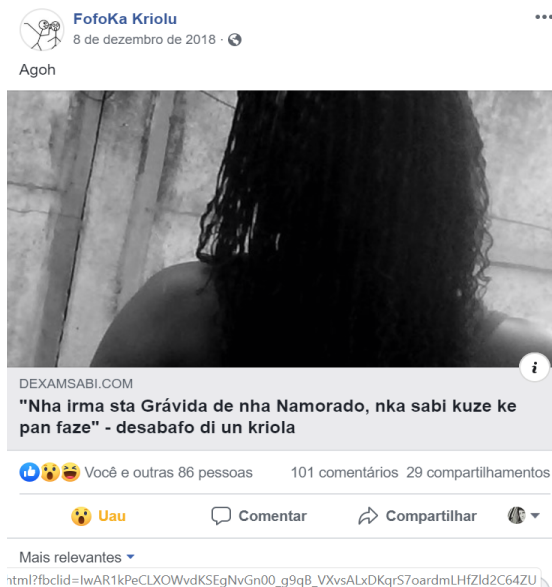 FofoKa Kriolu
8 de dezembro de 2018 ·
Agoh
DEXAMSABI.COM
"Nha irma sta Grávida de nha Namorado, nka sabi kuze ke
pan faze" - desabafo di un kriola
Você e outras 86 pessoas 101 comentários 29 compartilhamentos
Uau Comentar Compartilhar
Mais relevantes
html?fbclid=IwAR1kPeCLXOWvdKSEgNvGn00_g9qB_VXvsALxDKqrS7oardmLHfZld2C64ZU